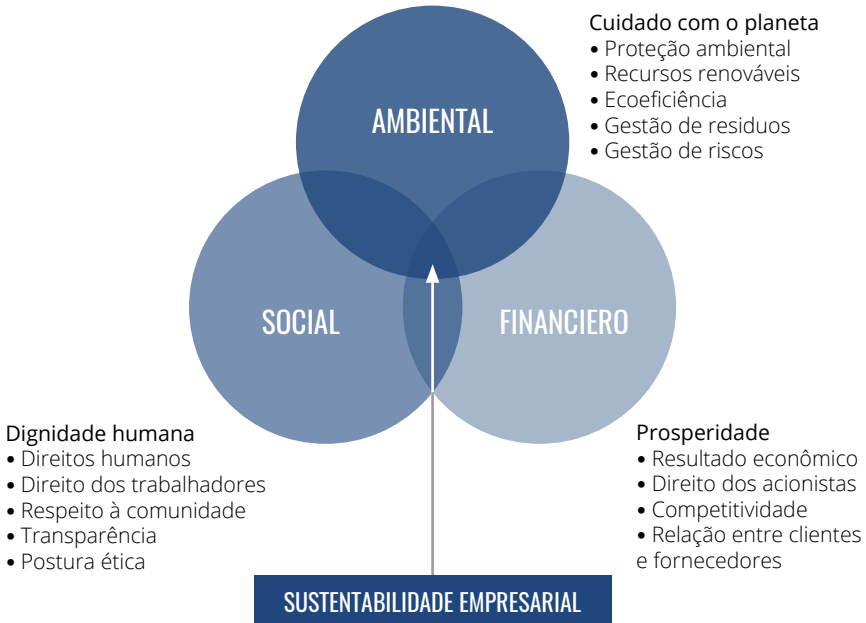 Cuidado com o planeta
• Proteção ambiental
• Recursos renováveis
• Ecoeficiência
• Gestão de residuos
• Gestão de riscos
AMBIENTAL
SOCIAL
FINANCIERO
Dignidade humana
• Direitos humanos
• Direito dos trabalhadores
• Respeito à comunidade
• Transparência
• Postura ética
Prosperidade
• Resultado econômico
• Direito dos acionistas
• Competitividade
• Relação entre clientes
e fornecedores
SUSTENTABILIDADE EMPRESARIAL